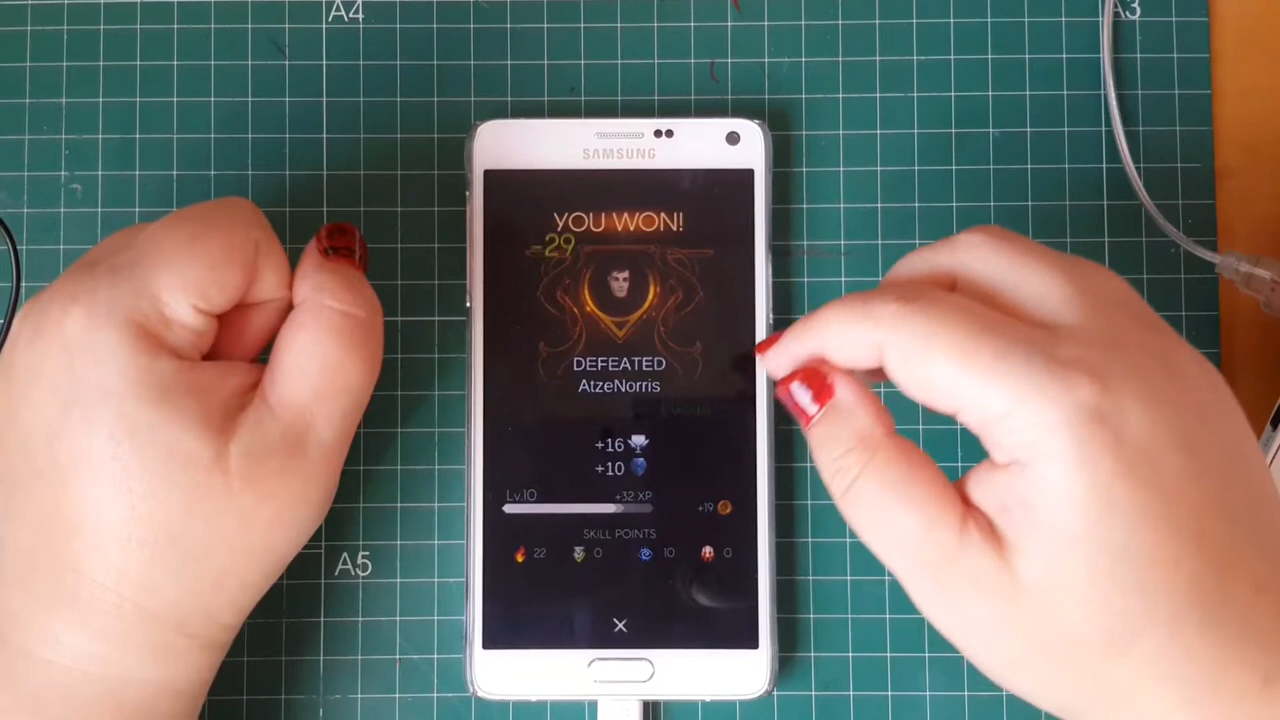 A4
A3
SAMSUNG
YOU WON!
-29
DEFEATED
AtzeNorris
+16
+10
Lv.10
+32 XP
+19
SKILL POINTS
22 0 10 0
A5